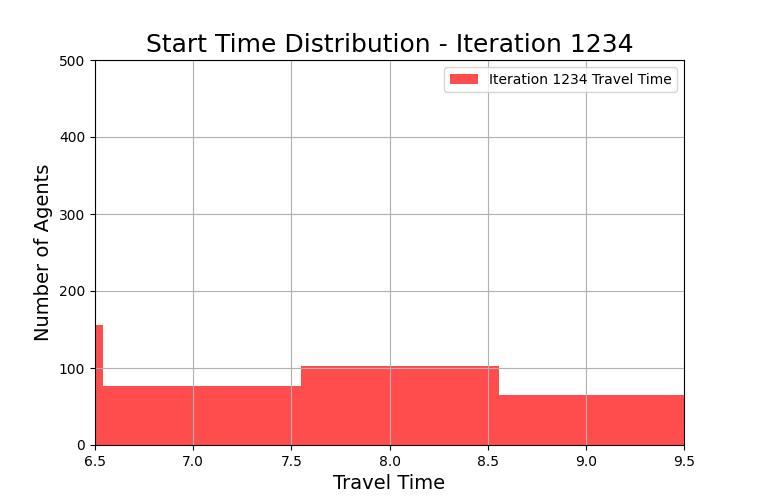 Start Time Distribution - Iteration 1234
Iteration 1234 Travel Time
Number of Agents
500
400
300
200
100
0
6.5 7.0 7.5 8.0 8.5 9.0 9.5
Travel Time